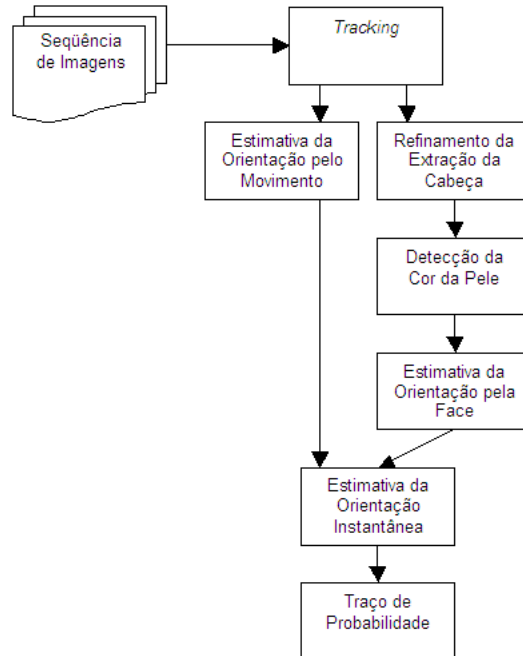 Seqüência
de Imagens
Tracking
Estimativa da
Orientação pelo
Movimento
Refinamento da
Extração da
Cabeça
Detecção da
Cor da Pele
Estimativa da
Orientação pela
Face
Estimativa da
Orientação
Instantânea
Traço de
Probabilidade